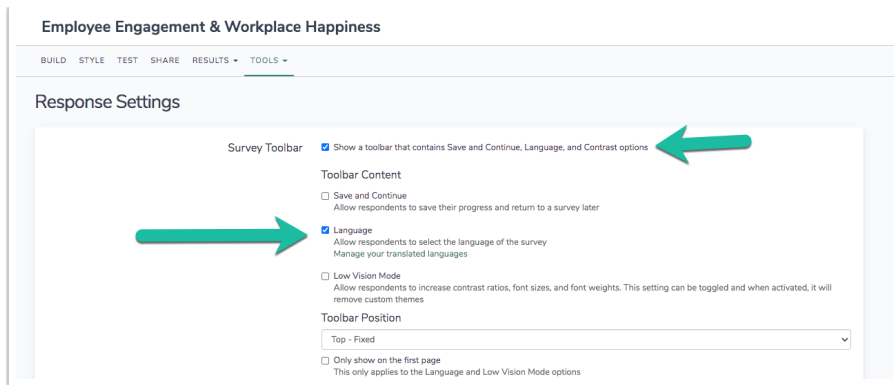 Employee Engagement & Workplace Happiness
BUILD STYLE TEST SHARE RESULTS TOOLS
Response Settings
Survey Toolbar
Show a toolbar that contains Save and Continue, Language, and Contrast options
Toolbar Content
Save and Continue
Allow respondents to save their progress and return to a survey later
Language
Allow respondents to select the language of the survey
Manage your translated languages
Low Vision Mode
Allow respondents to increase contrast ratios, font sizes, and font weights. This setting can be toggled and when activated, it will
remove custom themes
Toolbar Position
Top - Fixed
Only show on the first page
This only applies to the Language and Low Vision Mode options